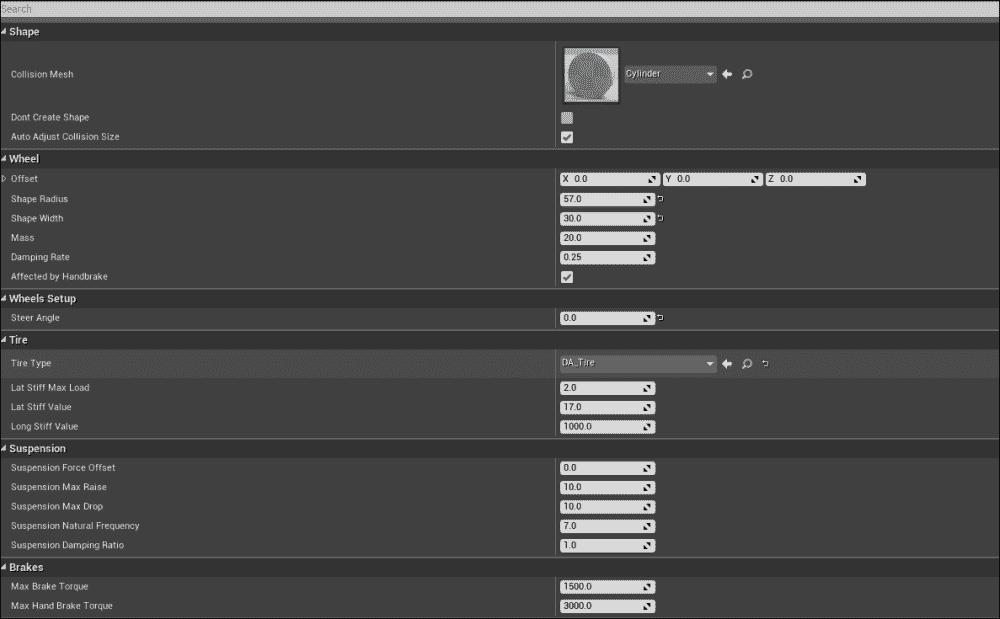 Search
Shape
Collision Mesh Cylinder
Dont Create Shape
Auto Adjust Collision Size
Wheel
Offset X 0.0 Y 0.0 Z 0.0
Shape Radius 57.0
Shape Width 30.0
Mass 20.0
Damping Rate 0.25
Affected by Handbrake
Wheels Setup
Steer Angle 0.0
Tire
Tire Type DA_Tire
Lat Stiff Max Load 2.0
Lat Stiff Value 17.0
Long Stiff Value 1000.0
Suspension
Suspension Force Offset 0.0
Suspension Max Raise 10.0
Suspension Max Drop 10.0
Suspension Natural Frequency 7.0
Suspension Damping Ratio 1.0
Brakes
Max Brake Torque 1500.0
Max Hand Brake Torque 3000.0